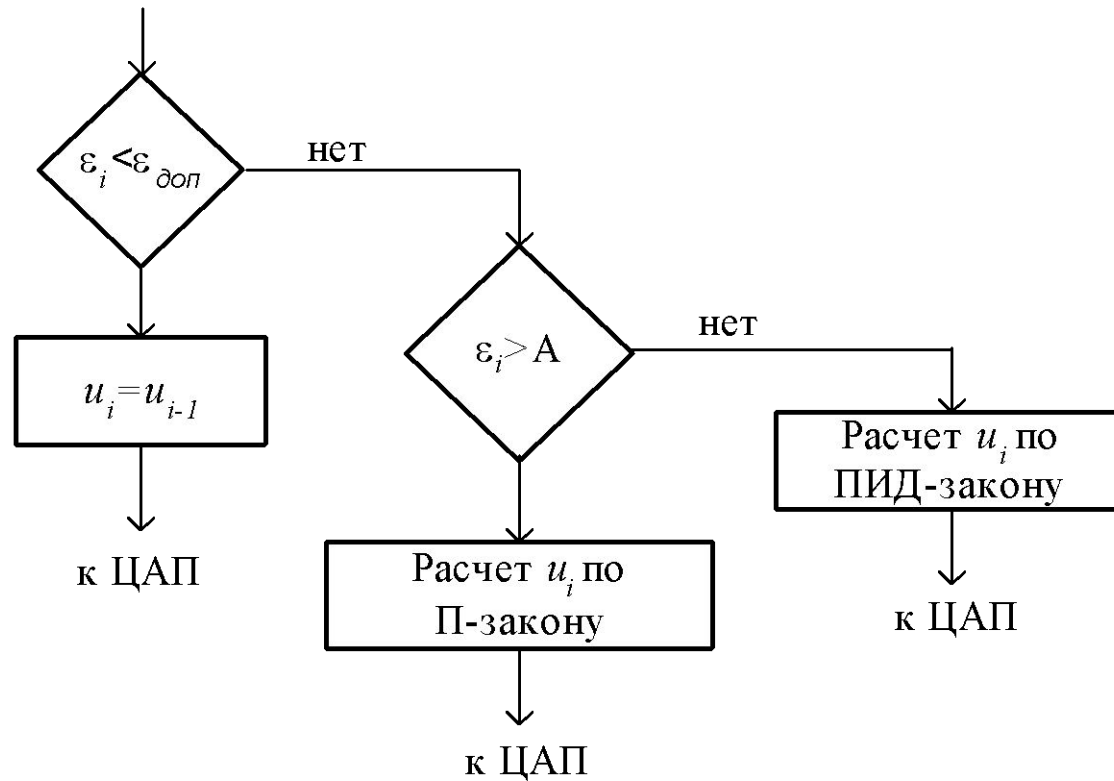 εᵢ<εдоп
нет
εᵢ>А
нет
uᵢ=uᵢ₋₁
Расчет uᵢ по
ПИД-закону
к ЦАП
Расчет uᵢ по
П-закону
к ЦАП
к ЦАП